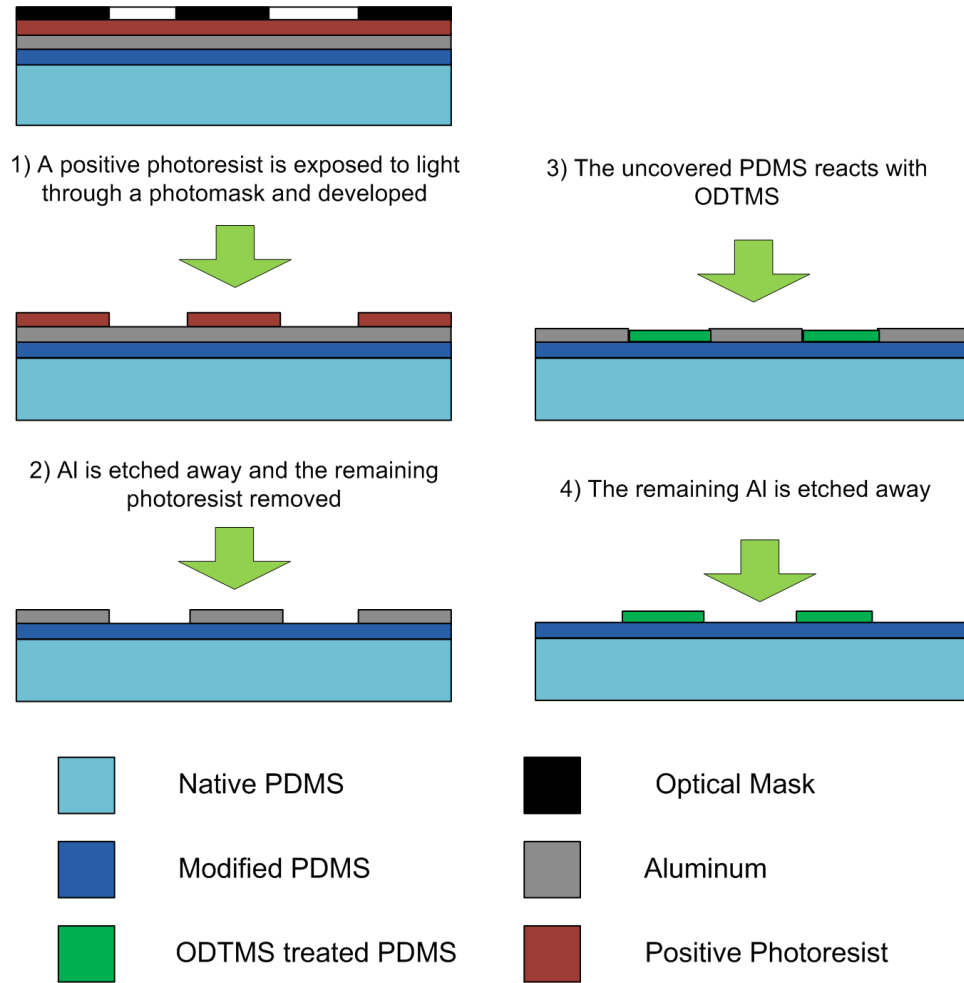 1) A positive photoresist is exposed to light
through a photomask and developed
2) Al is etched away and the remaining
photoresist removed
3) The uncovered PDMS reacts with
ODTMS
4) The remaining Al is etched away
Native PDMS
Modified PDMS
ODTMS treated PDMS
Optical Mask
Aluminum
Positive Photoresist